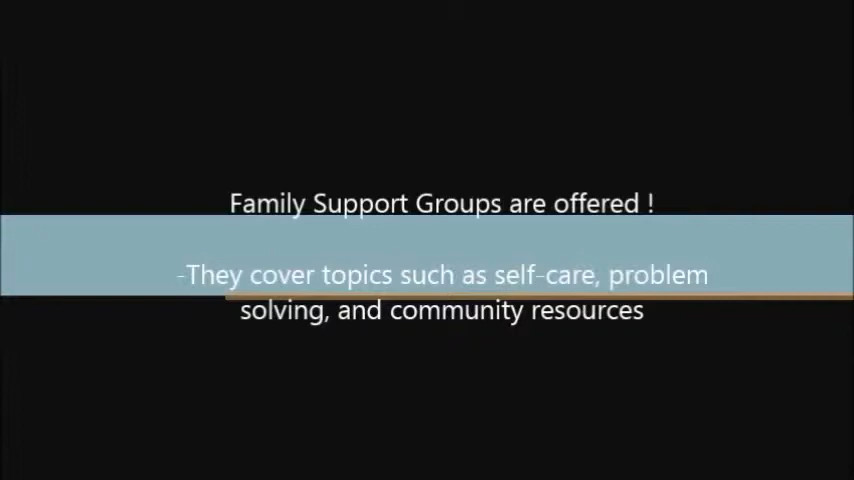 Family Support Groups are offered !
-They cover topics such as self-care, problem
solving, and community resources